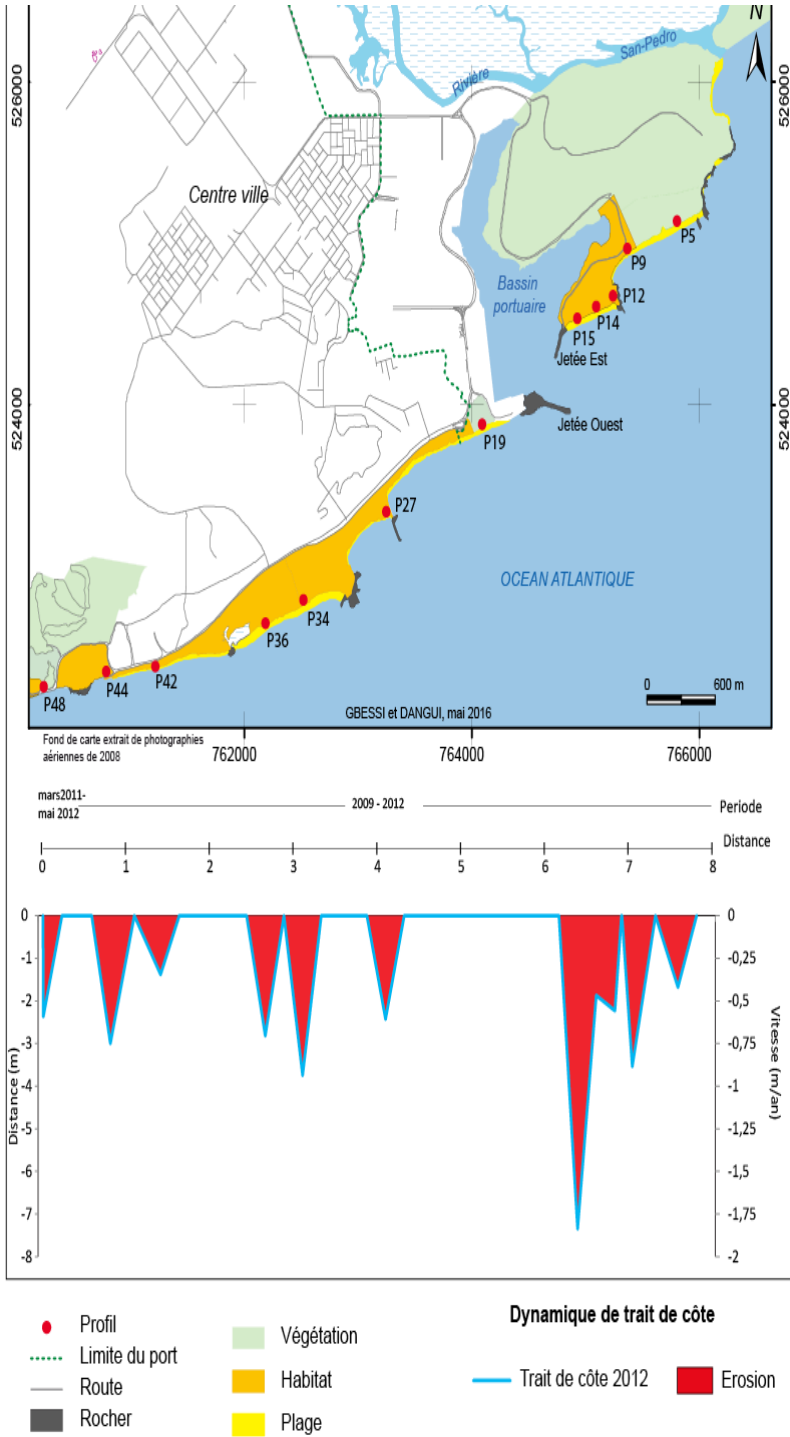 N
526000
526000
San-Pedro
Rivière
Centre ville
P5
P9
Bassin
portuaire
P12
P14
P15
Jetée Est
524000
524000
Jetée Ouest
P19
P27
OCEAN ATLANTIQUE
P34
P36
P42
P44
P48
0 600 m
GBESSI et DANGUI, mai 2016
Fond de carte extrait de photographies
aériennes de 2008
762000 764000 766000
mars2011-
mai 2012
2009 - 2012
Periode
Distance
0 1 2 3 4 5 6 7 8
0
-1
-2
-3
-4
-5
-6
-7
-8
Distance (m)
0
-0,25
-0,5
-0,75
-1
-1,25
-1,5
-1,75
-2
Vitesse (m/an)
Profil
Limite du port
Route
Rocher
Végétation
Habitat
Plage
Dynamique de trait de côte
Trait de côte 2012
Erosion